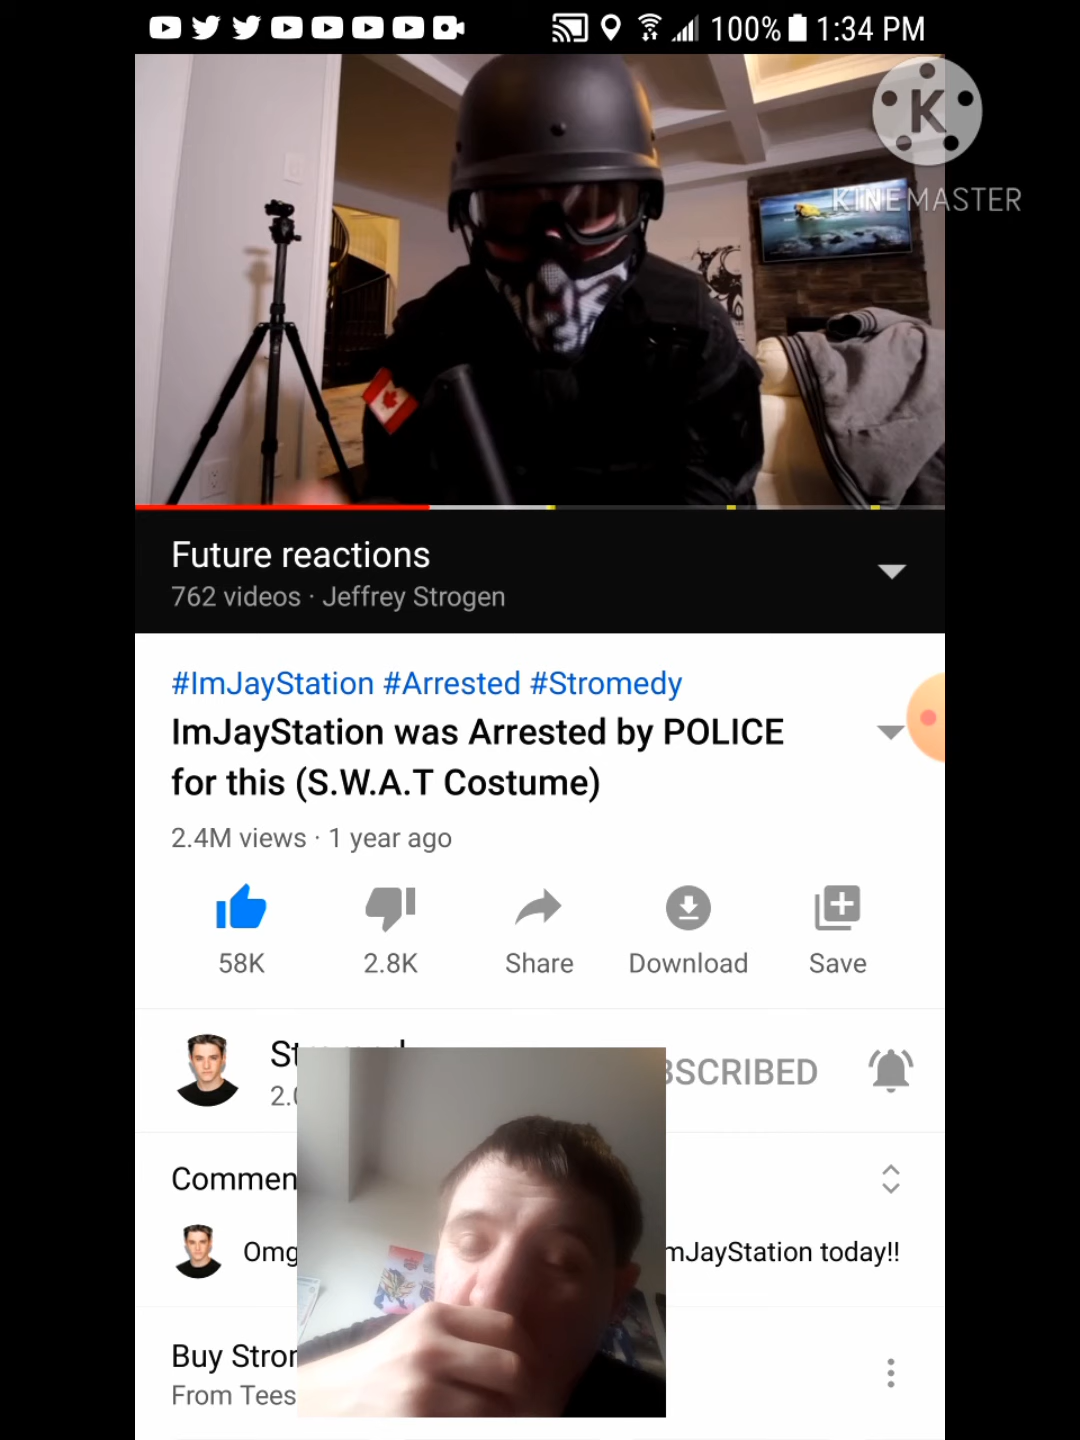 100% 1:34 PM
K
KINEMASTER
Future reactions
762 videos · Jeffrey Strogen
#ImJayStation #Arrested #Stromedy
ImJayStation was Arrested by POLICE
for this (S.W.A.T Costume)
2.4M views · 1 year ago
58K 2.8K Share Download Save
BSCRIBED
Commen
Omg mJayStation today!!
Buy Stro
From Tees